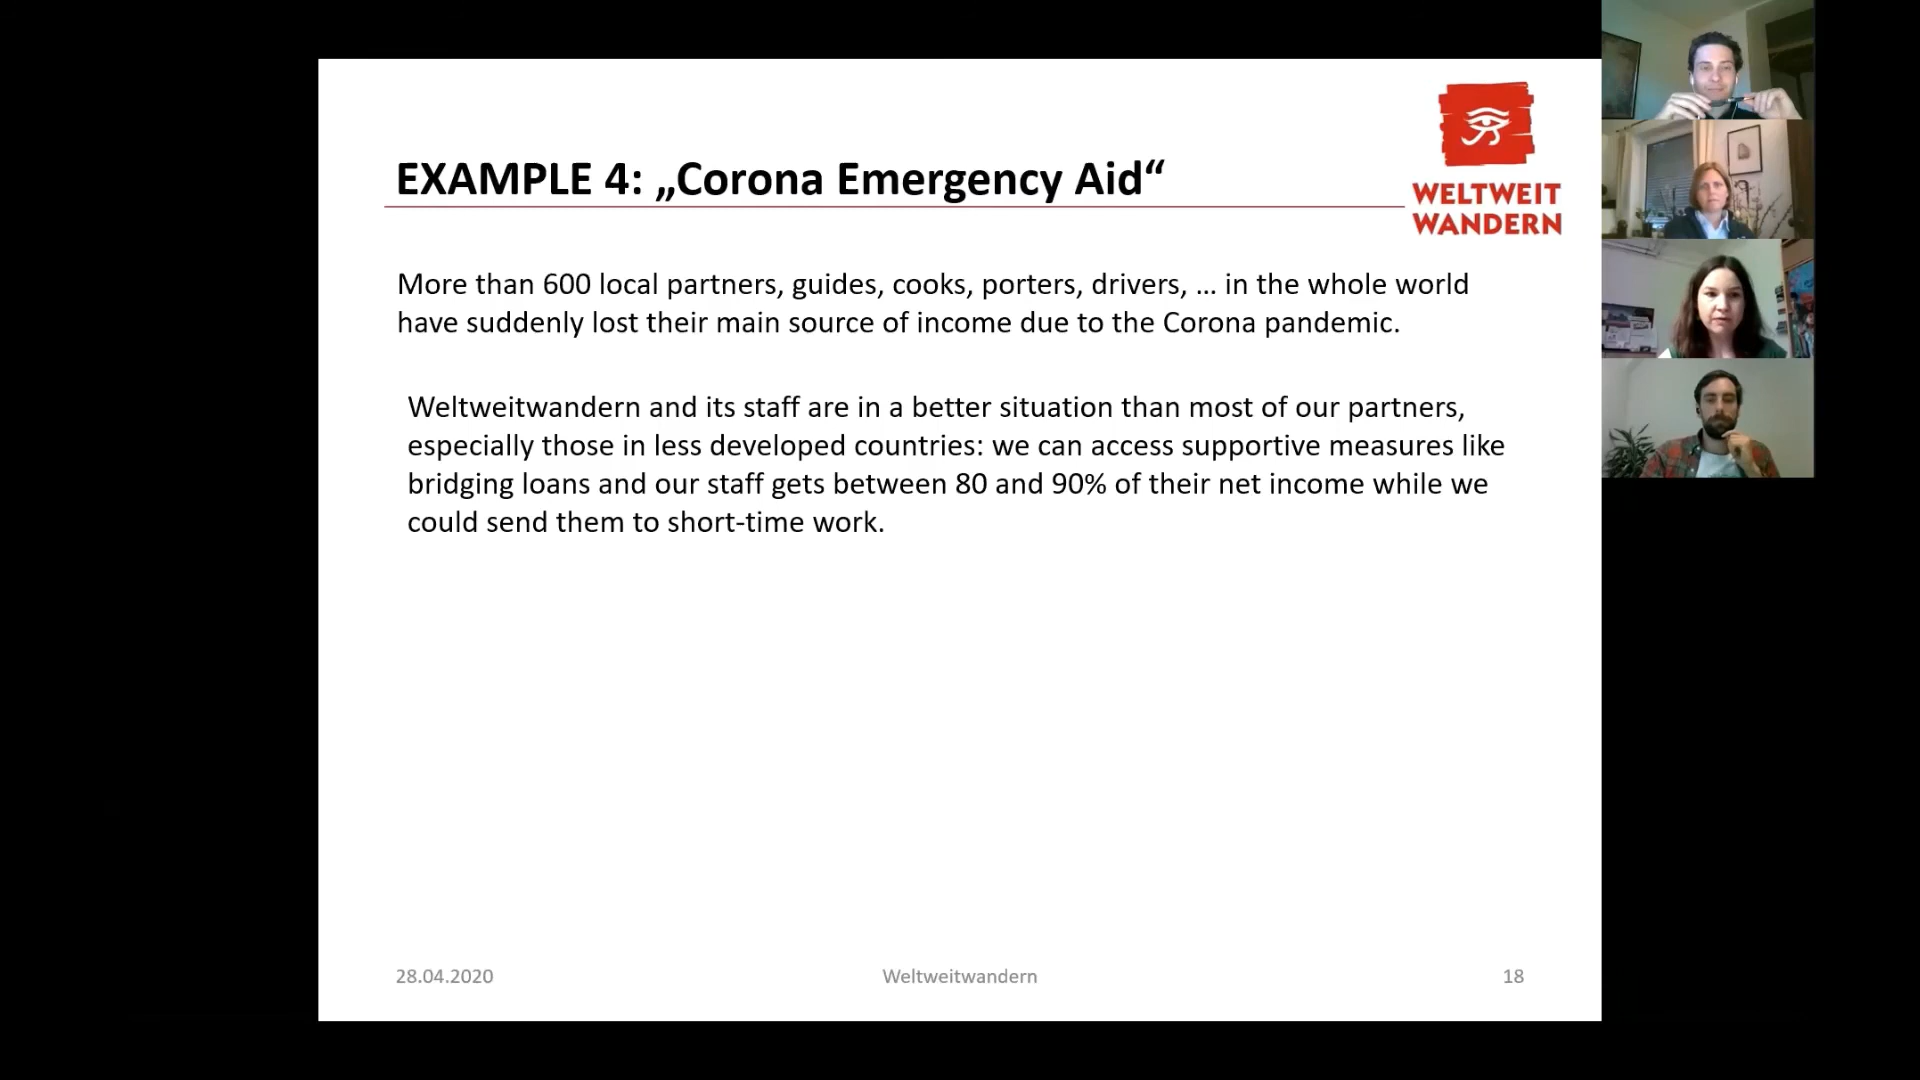 EXAMPLE 4: „Corona Emergency Aid“
WELTWEIT
WANDERN
More than 600 local partners, guides, cooks, porters, drivers, ... in the whole world
have suddenly lost their main source of income due to the Corona pandemic.
Weltweitwandern and its staff are in a better situation than most of our partners,
especially those in less developed countries: we can access supportive measures like
bridging loans and our staff gets between 80 and 90% of their net income while we
could send them to short-time work.
28.04.2020
Weltweitwandern
18